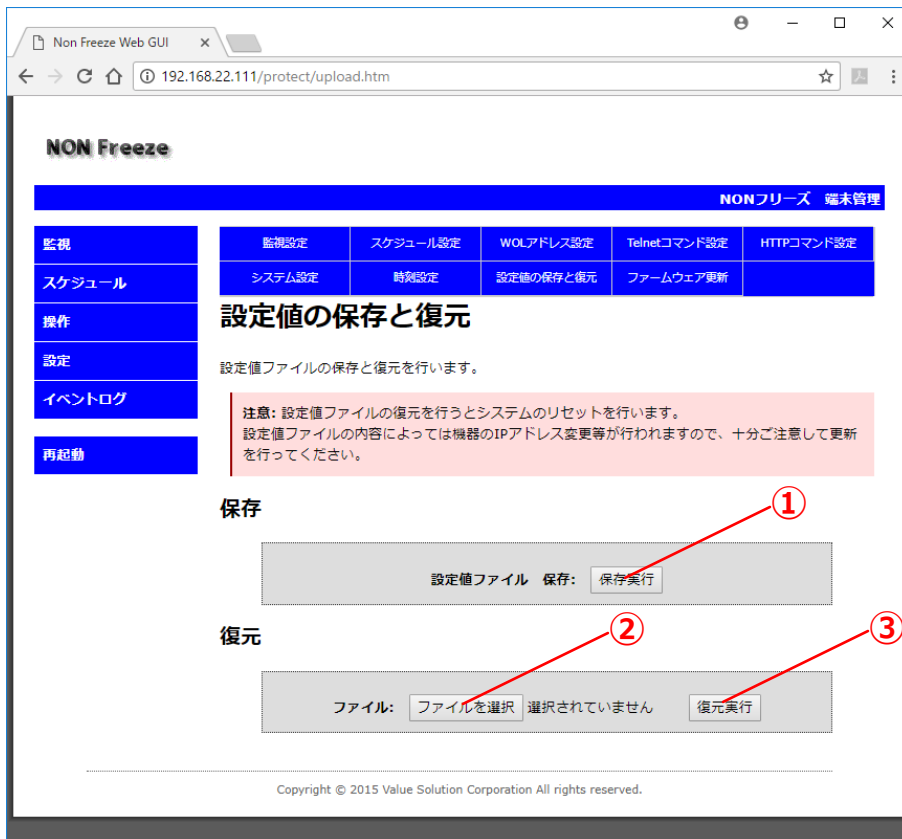 Non Freeze Web GUI
192.168.22.111/protect/upload.htm
NON Freeze
NONフリーズ　端末管理
監視
スケジュール
操作
設定
イベントログ
再起動
監視設定 スケジュール設定 WOLアドレス設定 Telnetコマンド設定 HTTPコマンド設定
システム設定 時刻設定 設定値の保存と復元 ファームウェア更新
設定値の保存と復元
設定値ファイルの保存と復元を行います。
注意: 設定値ファイルの復元を行うとシステムのリセットを行います。
設定値ファイルの内容によっては機器のIPアドレス変更等が行われますので、十分ご注意して更新
を行ってください。
保存
①
設定値ファイル　保存: 保存実行
復元
②
③
ファイル: ファイルを選択 選択されていません 復元実行
Copyright © 2015 Value Solution Corporation All rights reserved.